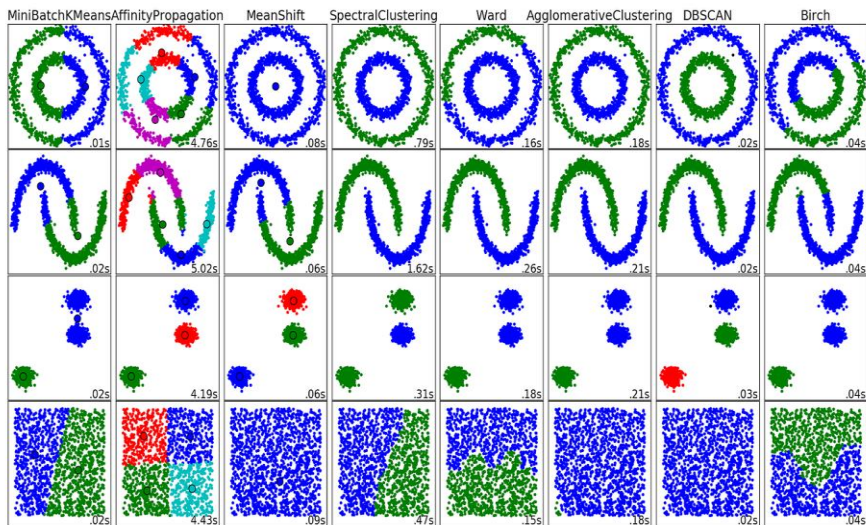 MiniBatchKMeans AffinityPropagation MeanShift SpectralClustering Ward AgglomerativeClustering DBSCAN Birch
.01s 4.76s .08s .79s .16s .18s .02s .04s
.02s 5.02s .06s 1.62s .26s .21s .02s .04s
.02s 4.19s .06s .31s .18s .21s .03s .04s
.02s 4.43s .09s .47s .15s .18s .02s .04s